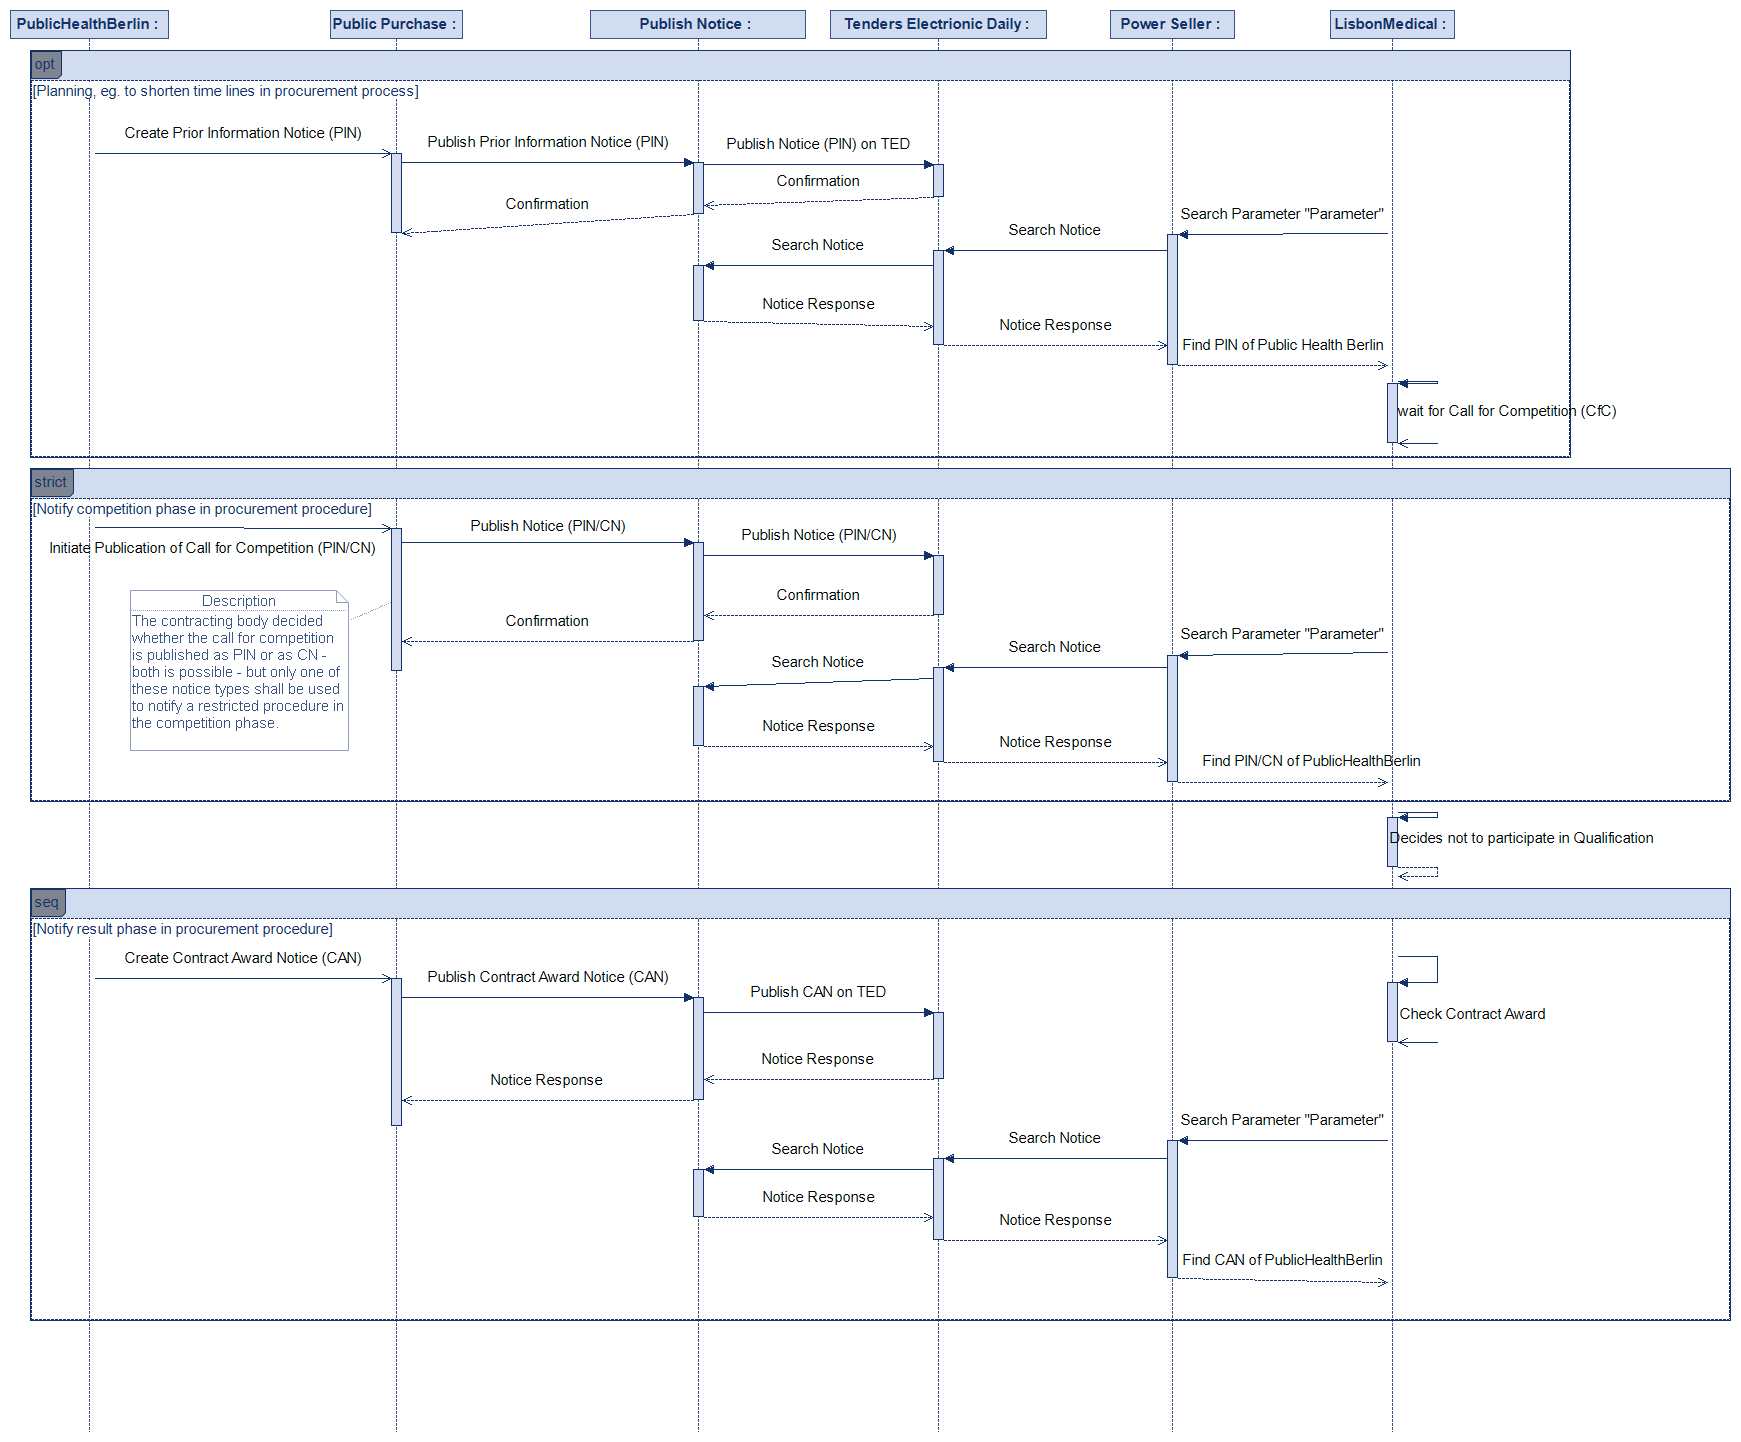 PublicHealthBerlin :
Public Purchase :
Publish Notice :
Tenders Electrionic Daily :
Power Seller :
LisbonMedical :
opt
[Planning, eg. to shorten time lines in procurement process]
Create Prior Information Notice (PIN)
Publish Prior Information Notice (PIN)
Publish Notice (PIN) on TED
Confirmation
Confirmation
Search Parameter "Parameter"
Search Notice
Search Notice
Notice Response
Notice Response
Find PIN of Public Health Berlin
wait for Call for Competition (CfC)
strict
[Notify competition phase in procurement procedure]
Initiate Publication of Call for Competition (PIN/CN)
Publish Notice (PIN/CN)
Publish Notice (PIN/CN)
Confirmation
Confirmation
Description
The contracting body decided
whether the call for competition
is published as PIN or as CN -
both is possible - but only one of
these notice types shall be used
to notify a restricted procedure in
the competition phase.
Search Parameter "Parameter"
Search Notice
Search Notice
Notice Response
Notice Response
Find PIN/CN of PublicHealthBerlin
Decides not to participate in Qualification
seq
[Notify result phase in procurement procedure]
Create Contract Award Notice (CAN)
Publish Contract Award Notice (CAN)
Publish CAN on TED
Check Contract Award
Notice Response
Notice Response
Search Parameter "Parameter"
Search Notice
Search Notice
Notice Response
Notice Response
Find CAN of PublicHealthBerlin